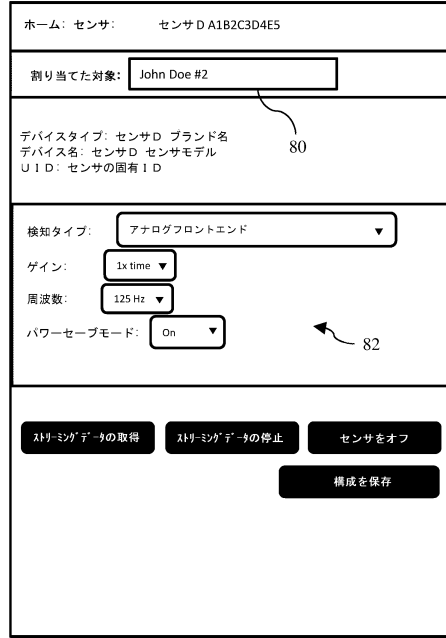 ホーム: センサ: センサD A1B2C3D4E5
割り当てた対象: John Doe #2
80
デバイスタイプ: センサD ブランド名
デバイス名: センサD センサモデル
UID: センサの固有ID
検知タイプ: アナログフロントエンド ▼
ゲイン: 1x time ▼
周波数: 125 Hz ▼
パワーセーブモード: On ▼
82
ｽﾄﾘｰﾐﾝｸﾞﾃﾞｰﾀの取得 ｽﾄﾘｰﾐﾝｸﾞﾃﾞｰﾀの停止 センサをオフ
構成を保存